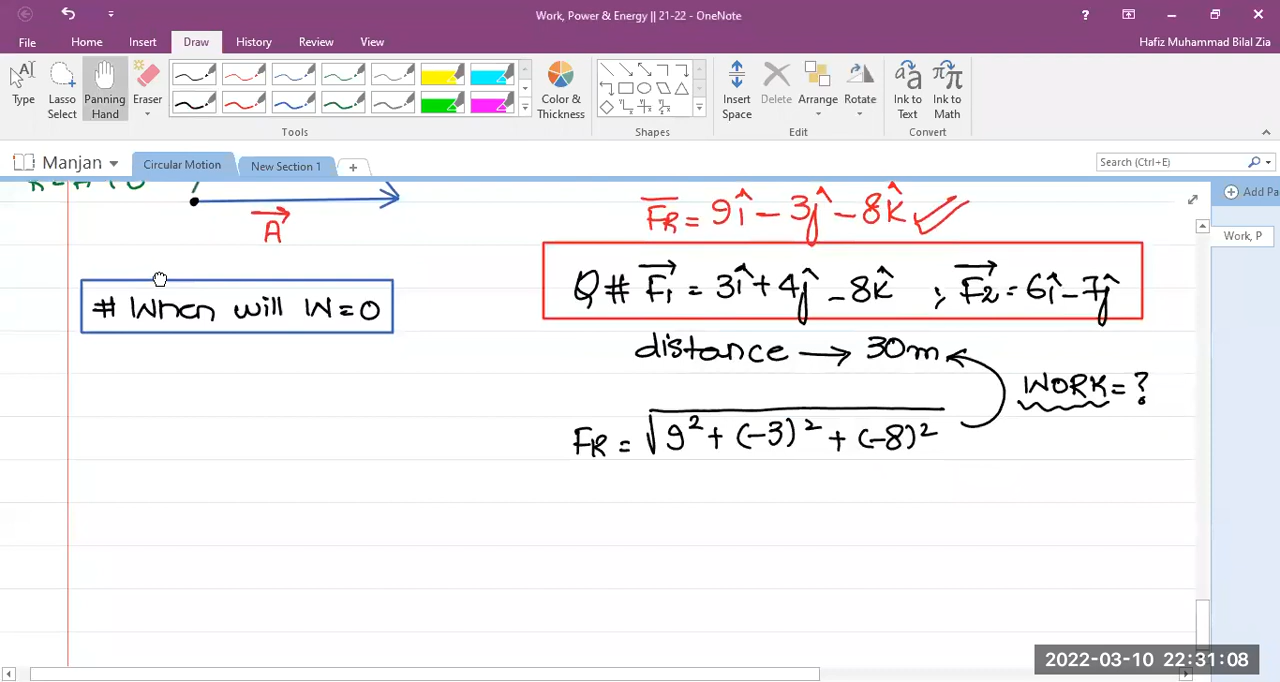 Work, Power & Energy || 21-22 - OneNote
File Home Insert Draw History Review View Hafiz Muhammad Bilal Zia
Type Lasso Select Panning Hand Eraser Color & Thickness Insert Space Delete Arrange Rotate Ink to Text Ink to Math
Tools Shapes Edit Convert
Manjan Circular Motion New Section 1 Search (Ctrl+E)
Add Pa
Work, P
A⃗
F⃗R = 9î − 3ĵ − 8k̂
Q# F⃗1 = 3î + 4ĵ − 8k̂ ; F⃗2 = 6î − 7ĵ
# When will W = 0
distance → 30m
WORK = ?
FR = √9² + (−3)² + (−8)²
2022-03-10 22:31:08